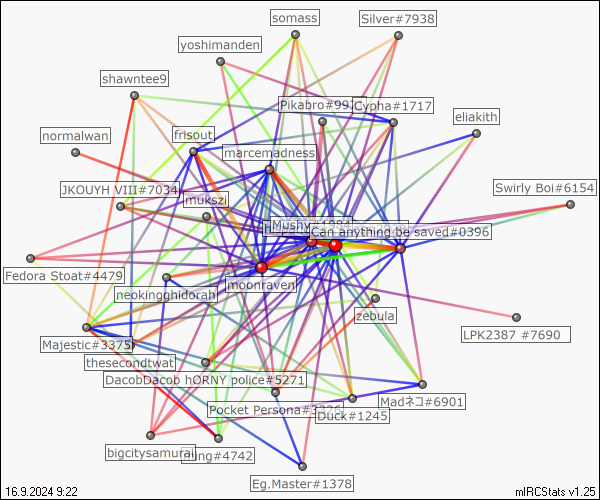 somass
Silver#7938
yoshimanden
shawntee9
Pikabro#99
Cypha#1717
eliakith
normalwan
frisout
marcemadness
JKOUYH VIII#7034
mukszi
Swirly Boi#6154
Mushy#1984
Can anything be saved#0396
Fedora Stoat#4479
moonraven
neokingghidorah
zebula
LPK2387 #7690
Majestic#3375
thesecondtwat
DacobDacob hORNY police#5271
Pocket Persona#3
Duck#1245
Madネコ#6901
bigcitysamurai
#4742
Eg.Master#1378
16.9.2024 9:22
mIRCStats v1.25